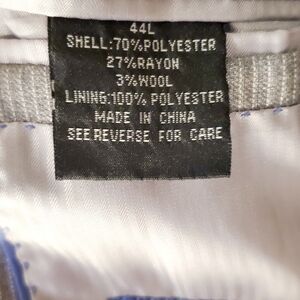 44L
SHELL:70%POLYESTER
27%RAYON
3%WOOL
LINING:100% POLYESTER
MADE IN CHINA
SEE REVERSE FOR CARE